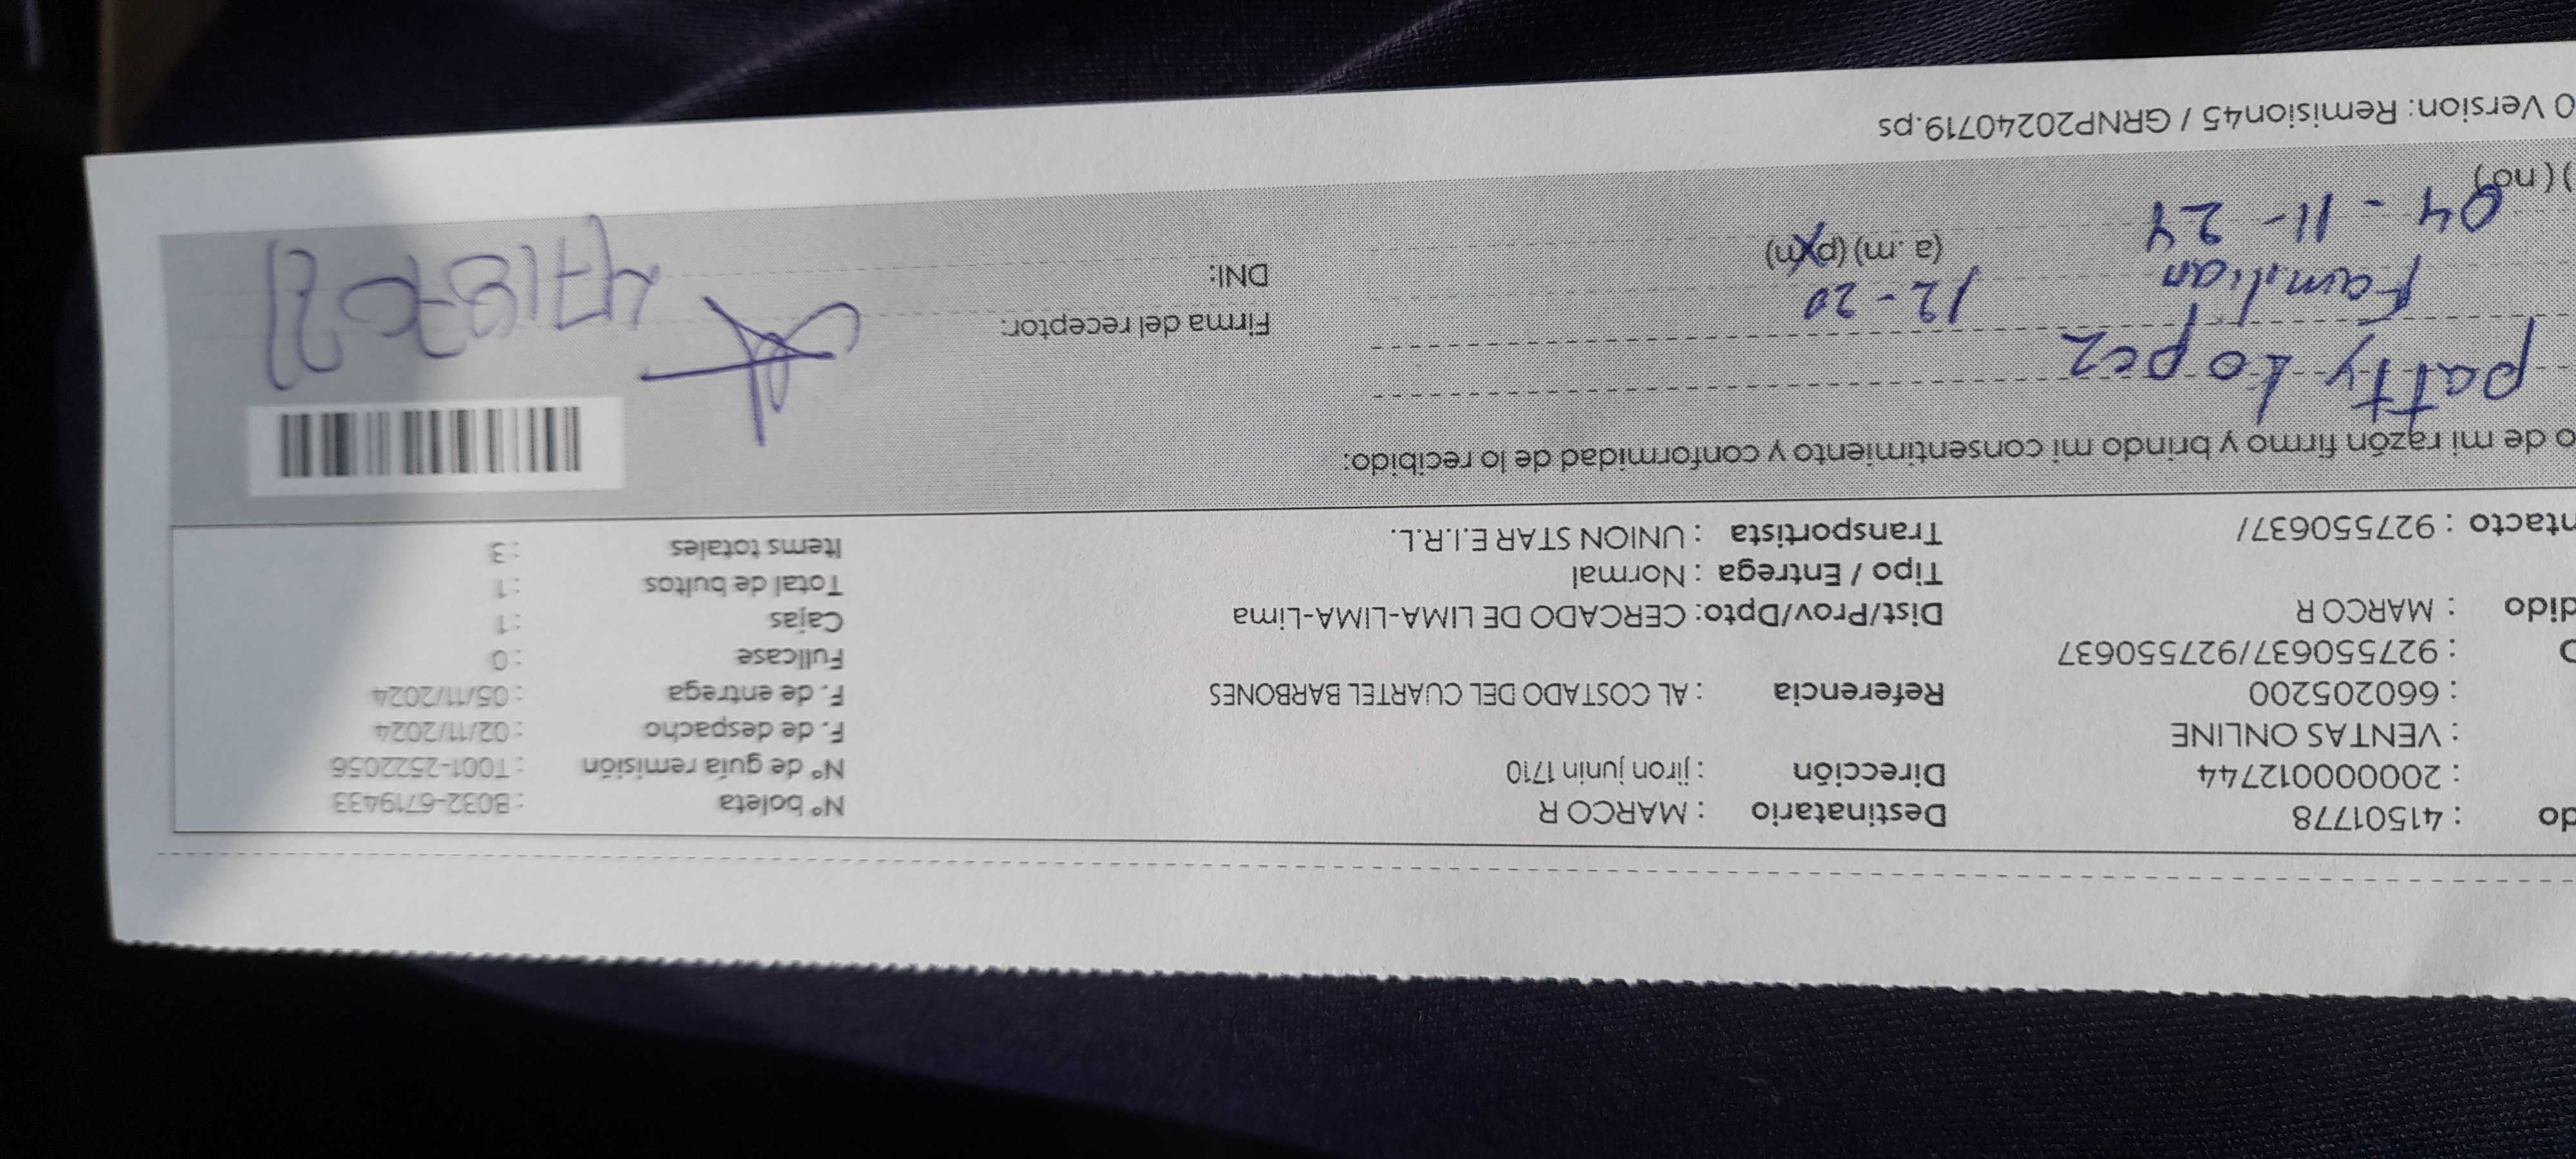 do : 41501778 Destinatario : MARCO R Nº boleta : B032-6719433
: 200000012744 Dirección : jiron junin 1710 Nº de guía remisión : T001-2522056
: VENTAS ONLINE F. de despacho : 02/11/2024
: 660205200 Referencia : AL COSTADO DEL CUARTEL BARBONES F. de entrega : 05/11/2024
: 927550637/927550637 Fullcase : 0
dido : MARCO R Dist/Prov/Dpto: CERCADO DE LIMA-LIMA-Lima Cajas : 1
Tipo / Entrega : Normal Total de bultos : 1
ntacto : 927550637/ Transportista : UNION STAR E.I.R.L. Items totales : 3
o de mi razón firmo y brindo mi consentimiento y conformidad de lo recibido:
patty Lopez
Familiar 12-20 Firma del receptor:
04-11-24 (a.m) (pm) DNI:
) (no)
0 Version: Remision45 / GRNP20240719.ps